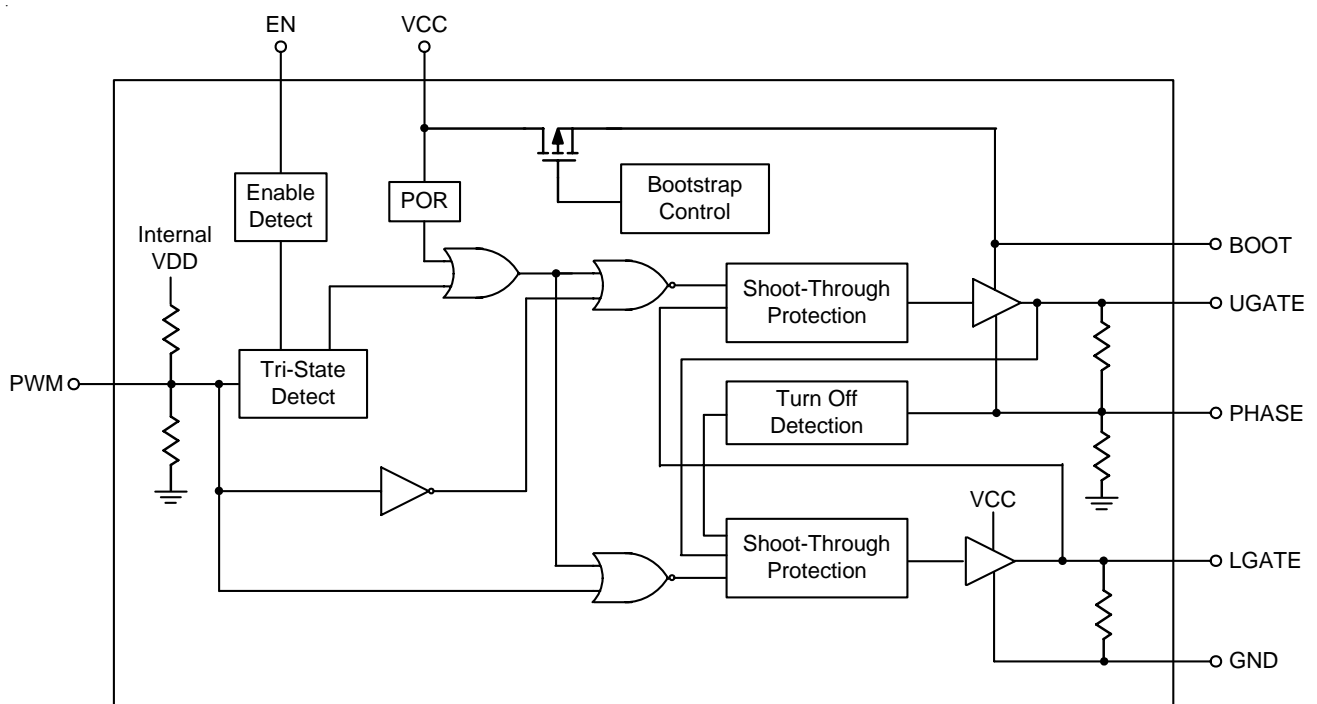 EN
VCC
Enable
Detect
POR
Bootstrap
Control
Internal
VDD
BOOT
Shoot-Through
Protection
UGATE
Tri-State
Detect
PWM
Turn Off
Detection
PHASE
VCC
Shoot-Through
Protection
LGATE
GND